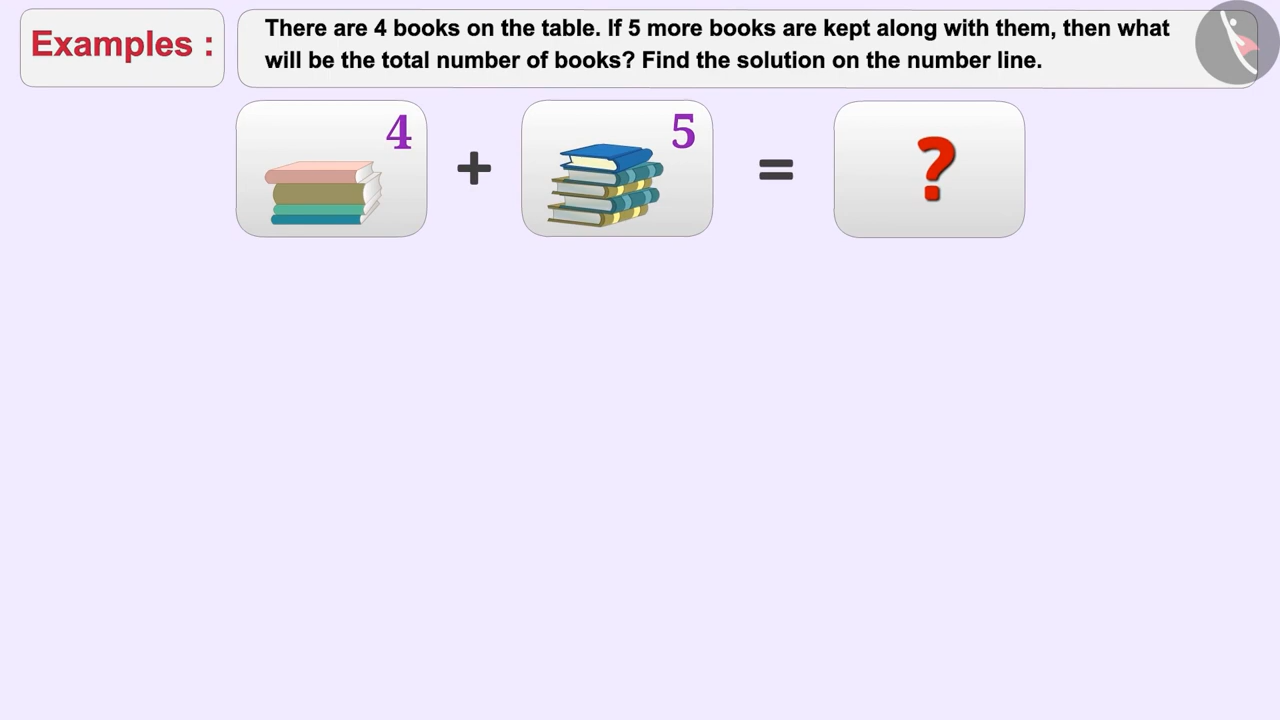 Examples :
There are 4 books on the table. If 5 more books are kept along with them, then what
will be the total number of books? Find the solution on the number line.
4 + 5 = ?